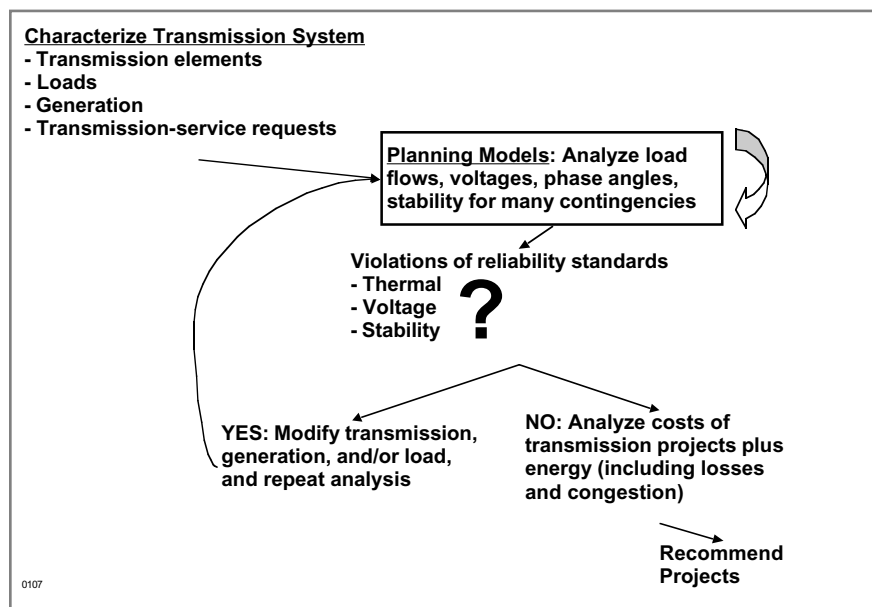 Characterize Transmission System
- Transmission elements
- Loads
- Generation
- Transmission-service requests
Planning Models: Analyze load
flows, voltages, phase angles,
stability for many contingencies
Violations of reliability standards
- Thermal
- Voltage
- Stability
?
YES: Modify transmission,
generation, and/or load,
and repeat analysis
NO: Analyze costs of
transmission projects plus
energy (including losses
and congestion)
Recommend
Projects
0107